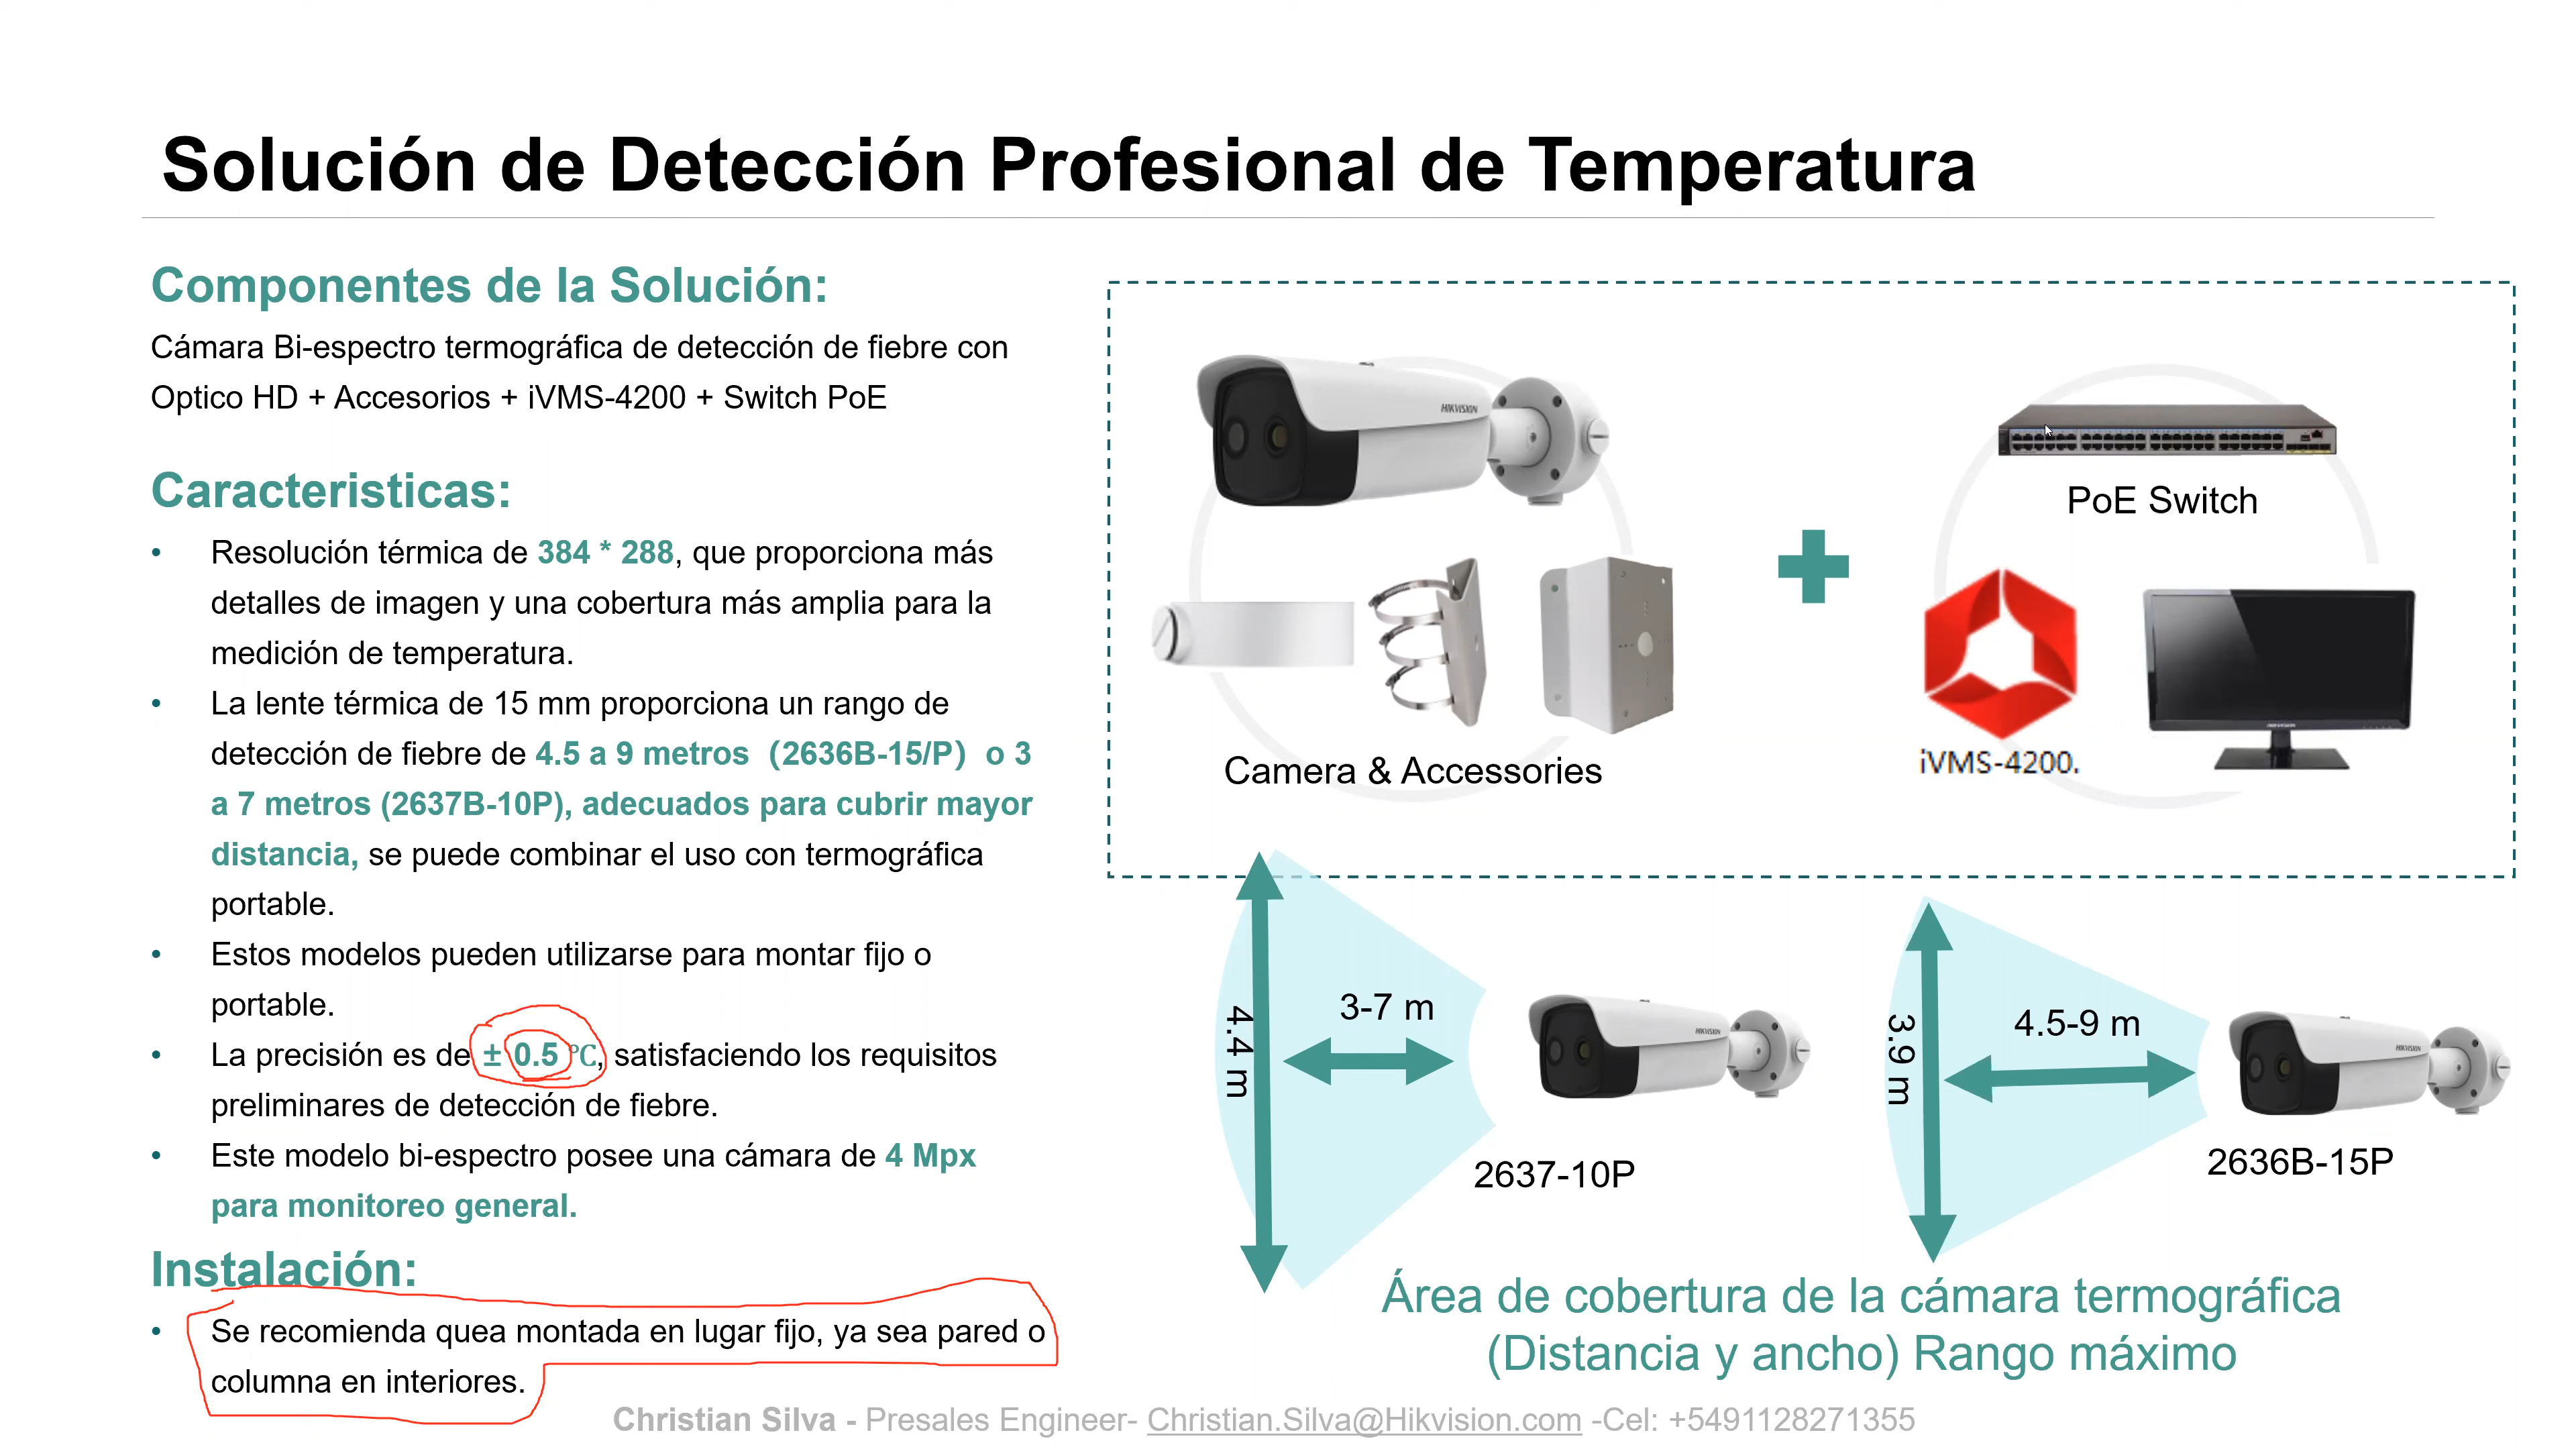 Solución de Detección Profesional de Temperatura
Componentes de la Solución:
Cámara Bi-espectro termográfica de detección de fiebre con
Optico HD + Accesorios + iVMS-4200 + Switch PoE
Caracteristicas:
• Resolución térmica de 384 * 288, que proporciona más
detalles de imagen y una cobertura más amplia para la
medición de temperatura.
• La lente térmica de 15 mm proporciona un rango de
detección de fiebre de 4.5 a 9 metros (2636B-15/P) o 3
a 7 metros (2637B-10P), adecuados para cubrir mayor
distancia, se puede combinar el uso con termográfica
portable.
• Estos modelos pueden utilizarse para montar fijo o
portable.
• La precisión es de ± 0.5 ℃, satisfaciendo los requisitos
preliminares de detección de fiebre.
• Este modelo bi-espectro posee una cámara de 4 Mpx
para monitoreo general.
Instalación:
• Se recomienda quea montada en lugar fijo, ya sea pared o
columna en interiores.
HIKVISION
Camera & Accessories
PoE Switch
iVMS-4200.
HIKVISION
4.4 m
3-7 m
HIKVISION
2637-10P
3.9 m
4.5-9 m
HIKVISION
2636B-15P
Área de cobertura de la cámara termográfica
(Distancia y ancho) Rango máximo
Christian Silva - Presales Engineer- Christian.Silva@Hikvision.com -Cel: +5491128271355